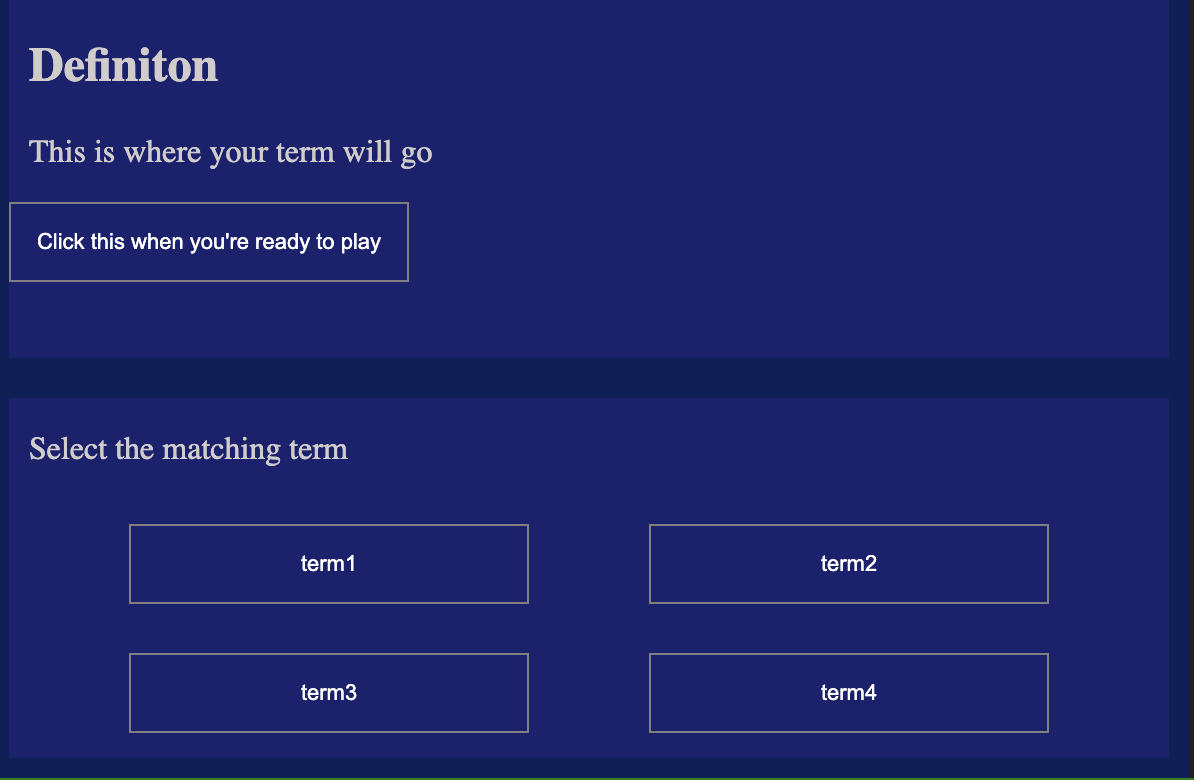 Definiton
This is where your term will go
Click this when you're ready to play
Select the matching term
term1
term2
term3
term4